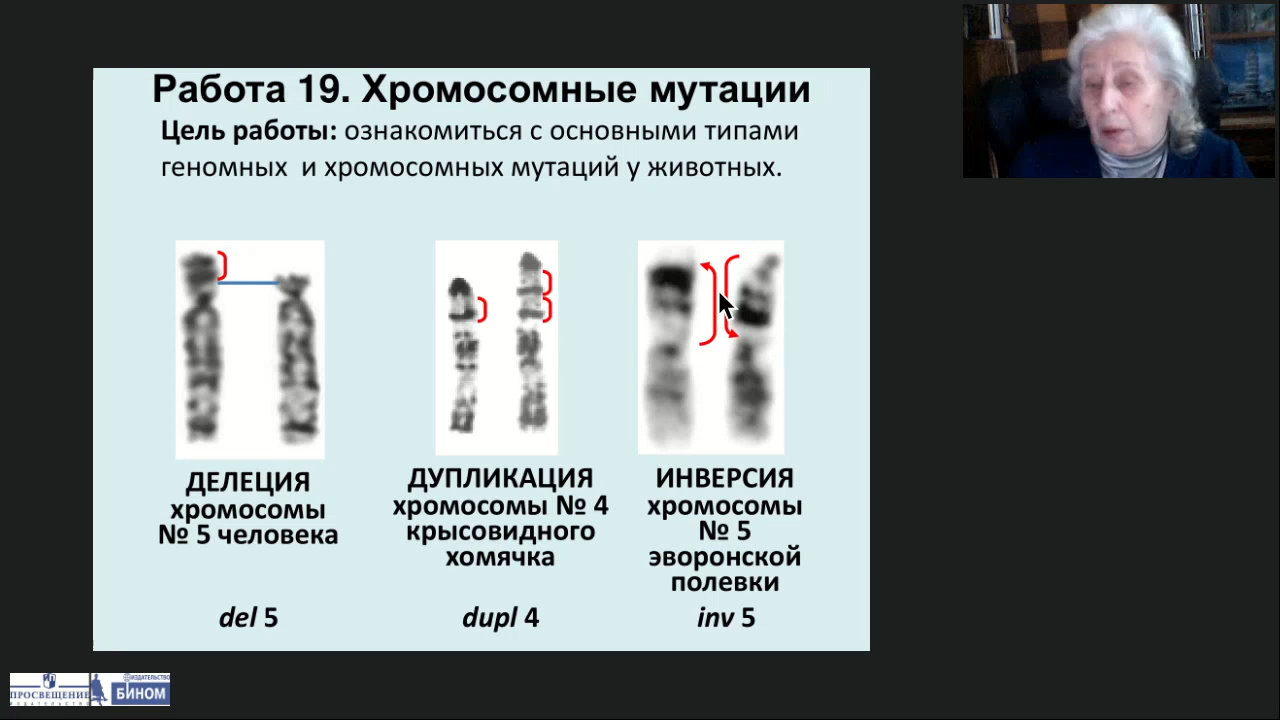 Работа 19. Хромосомные мутации
Цель работы: ознакомиться с основными типами
геномных и хромосомных мутаций у животных.
ДЕЛЕЦИЯ
хромосомы
№ 5 человека
del 5
ДУПЛИКАЦИЯ
хромосомы № 4
крысовидного
хомячка
dupl 4
ИНВЕРСИЯ
хромосомы
№ 5
эворонской
полевки
inv 5
ПРОСВЕЩЕНИЕ
ИЗДАТЕЛЬСТВО
ИЗДАТЕЛЬСТВО
БИНОМ